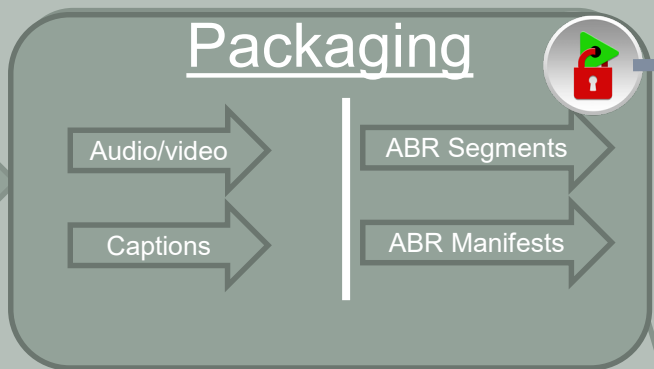 Packaging
Audio/video
ABR Segments
Captions
ABR Manifests